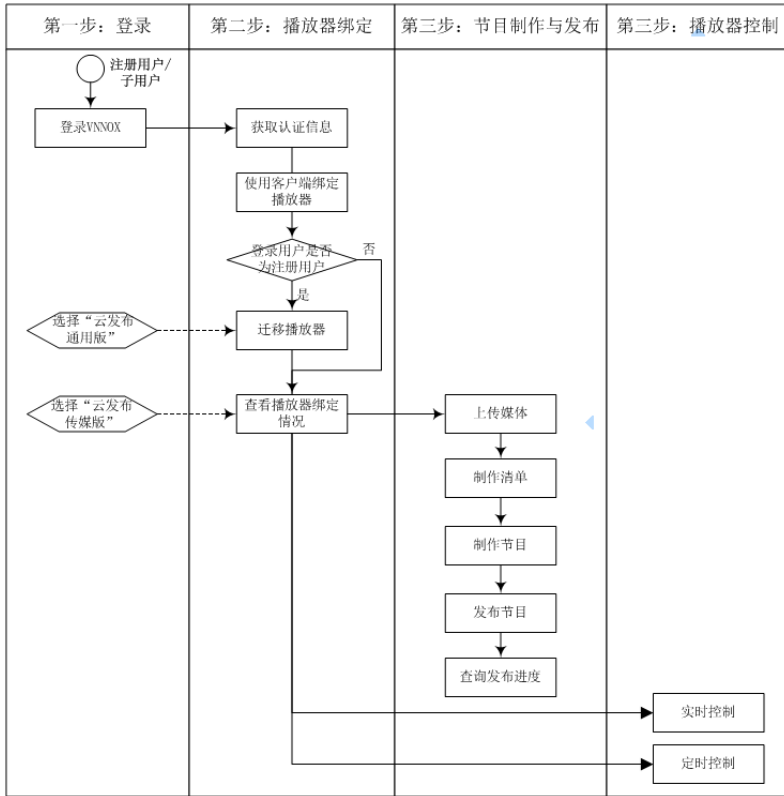 第一步：登录
第二步：播放器绑定
第三步：节目制作与发布
第三步：播放器控制
注册用户/
子用户
登录VNNOX
获取认证信息
使用客户端绑定
播放器
登录用户是否
为注册用户
否
是
选择“云发布
通用版”
迁移播放器
选择“云发布
传媒版”
查看播放器绑定
情况
上传媒体
制作清单
制作节目
发布节目
查询发布进度
实时控制
定时控制